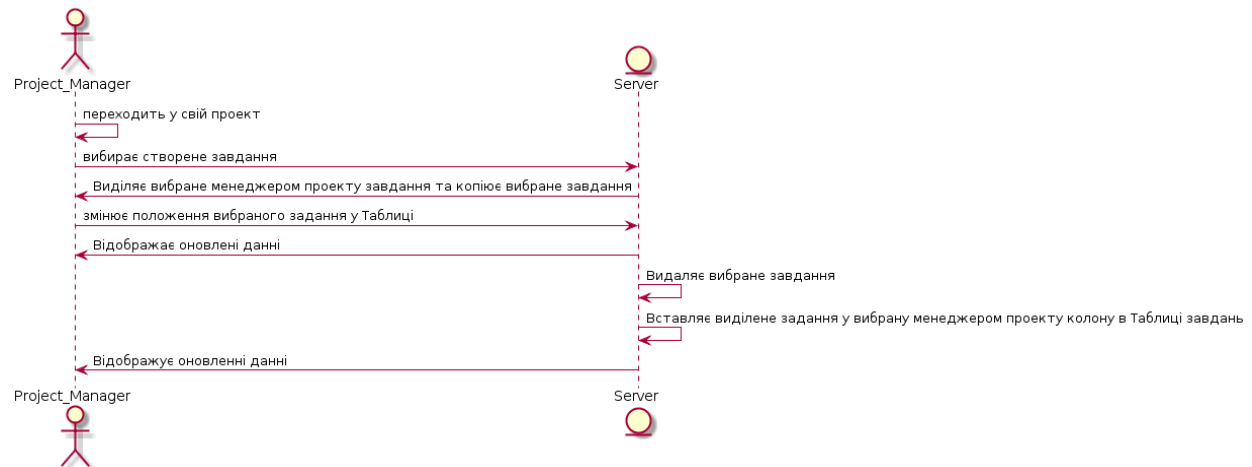 Project_Manager
Server
переходить у свій проект
вибирає створене завдання
Виділяє вибране менеджером проекту завдання та копіює вибране завдання
змінює положення вибраного задання у Таблиці
Відображає оновлені данні
Видаляє вибране завдання
Вставляє виділене задання у вибрану менеджером проекту колону в Таблиці завдань
Відображує оновленні данні
Project_Manager
Server